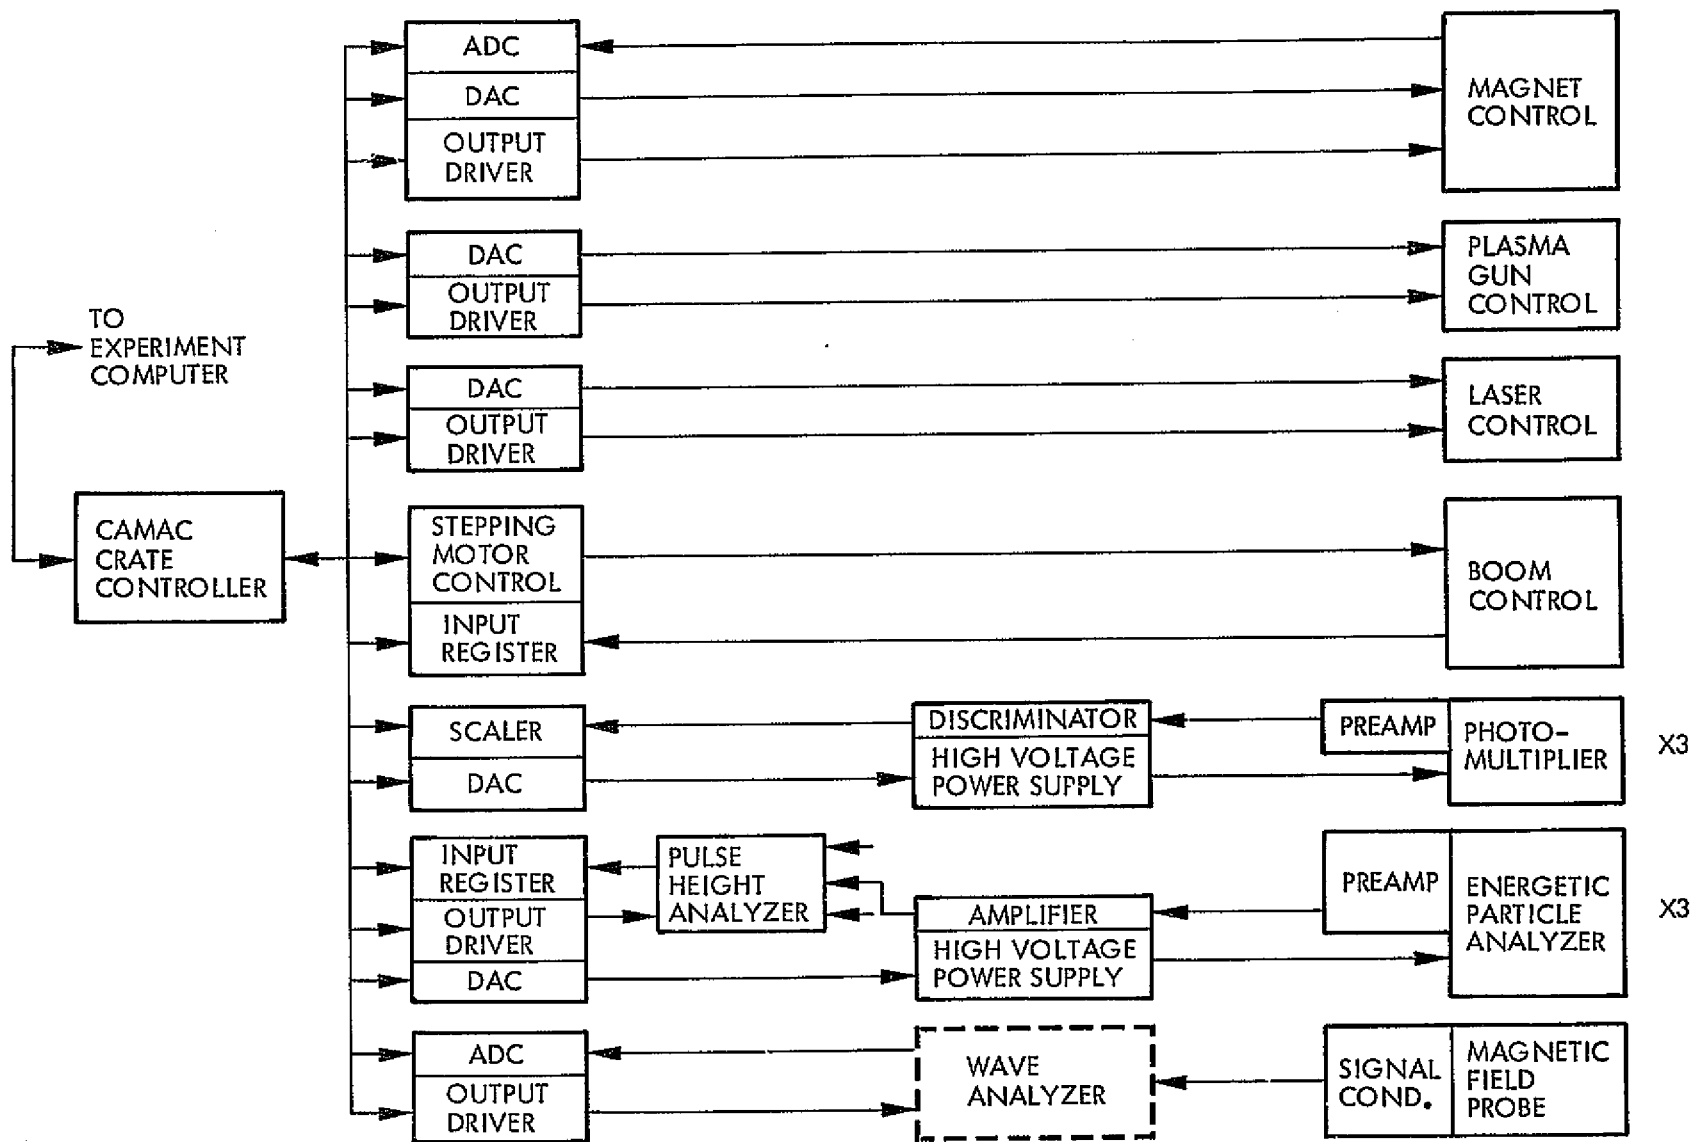 ADC
DAC
OUTPUT
DRIVER
MAGNET
CONTROL
DAC
OUTPUT
DRIVER
PLASMA
GUN
CONTROL
TO
EXPERIMENT
COMPUTER
DAC
OUTPUT
DRIVER
LASER
CONTROL
CAMAC
CRATE
CONTROLLER
STEPPING
MOTOR
CONTROL
INPUT
REGISTER
BOOM
CONTROL
SCALER
DAC
DISCRIMINATOR
HIGH VOLTAGE
POWER SUPPLY
PREAMP
PHOTO-
MULTIPLIER
X3
INPUT
REGISTER
OUTPUT
DRIVER
DAC
PULSE
HEIGHT
ANALYZER
AMPLIFIER
HIGH VOLTAGE
POWER SUPPLY
PREAMP
ENERGETIC
PARTICLE
ANALYZER
X3
ADC
OUTPUT
DRIVER
WAVE
ANALYZER
SIGNAL
COND.
MAGNETIC
FIELD
PROBE